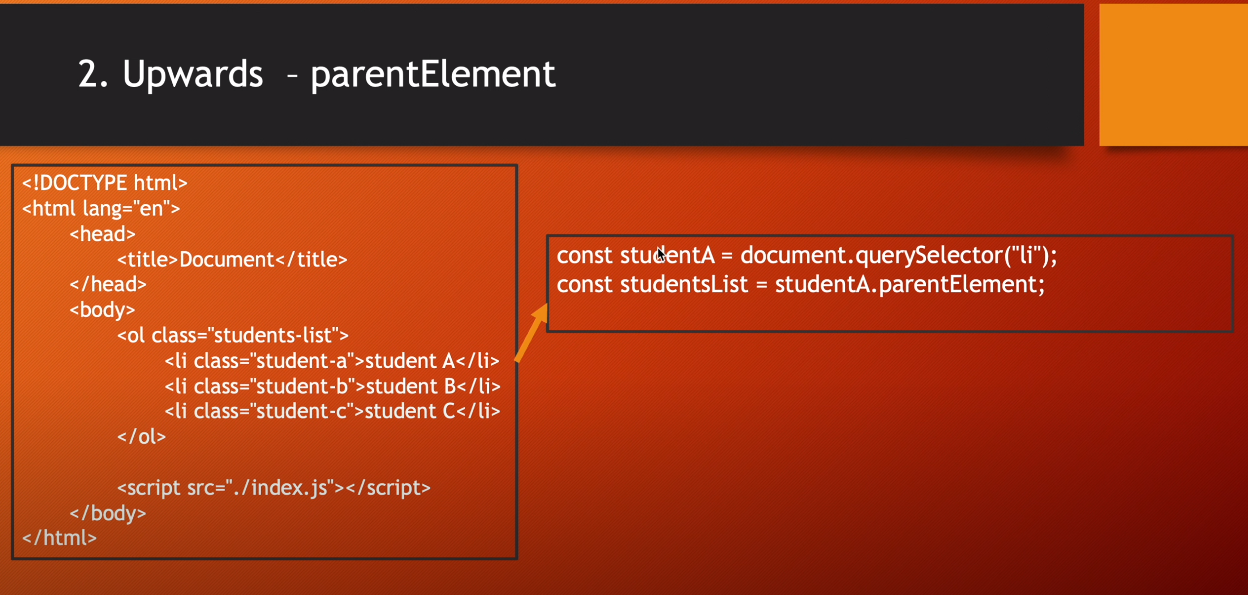 2. Upwards – parentElement
<!DOCTYPE html>
<html lang="en">
<head>
<title>Document</title>
</head>
<body>
<ol class="students-list">
<li class="student-a">student A</li>
<li class="student-b">student B</li>
<li class="student-c">student C</li>
</ol>
<script src="./index.js"></script>
</body>
</html>
const studentA = document.querySelector("li");
const studentsList = studentA.parentElement;